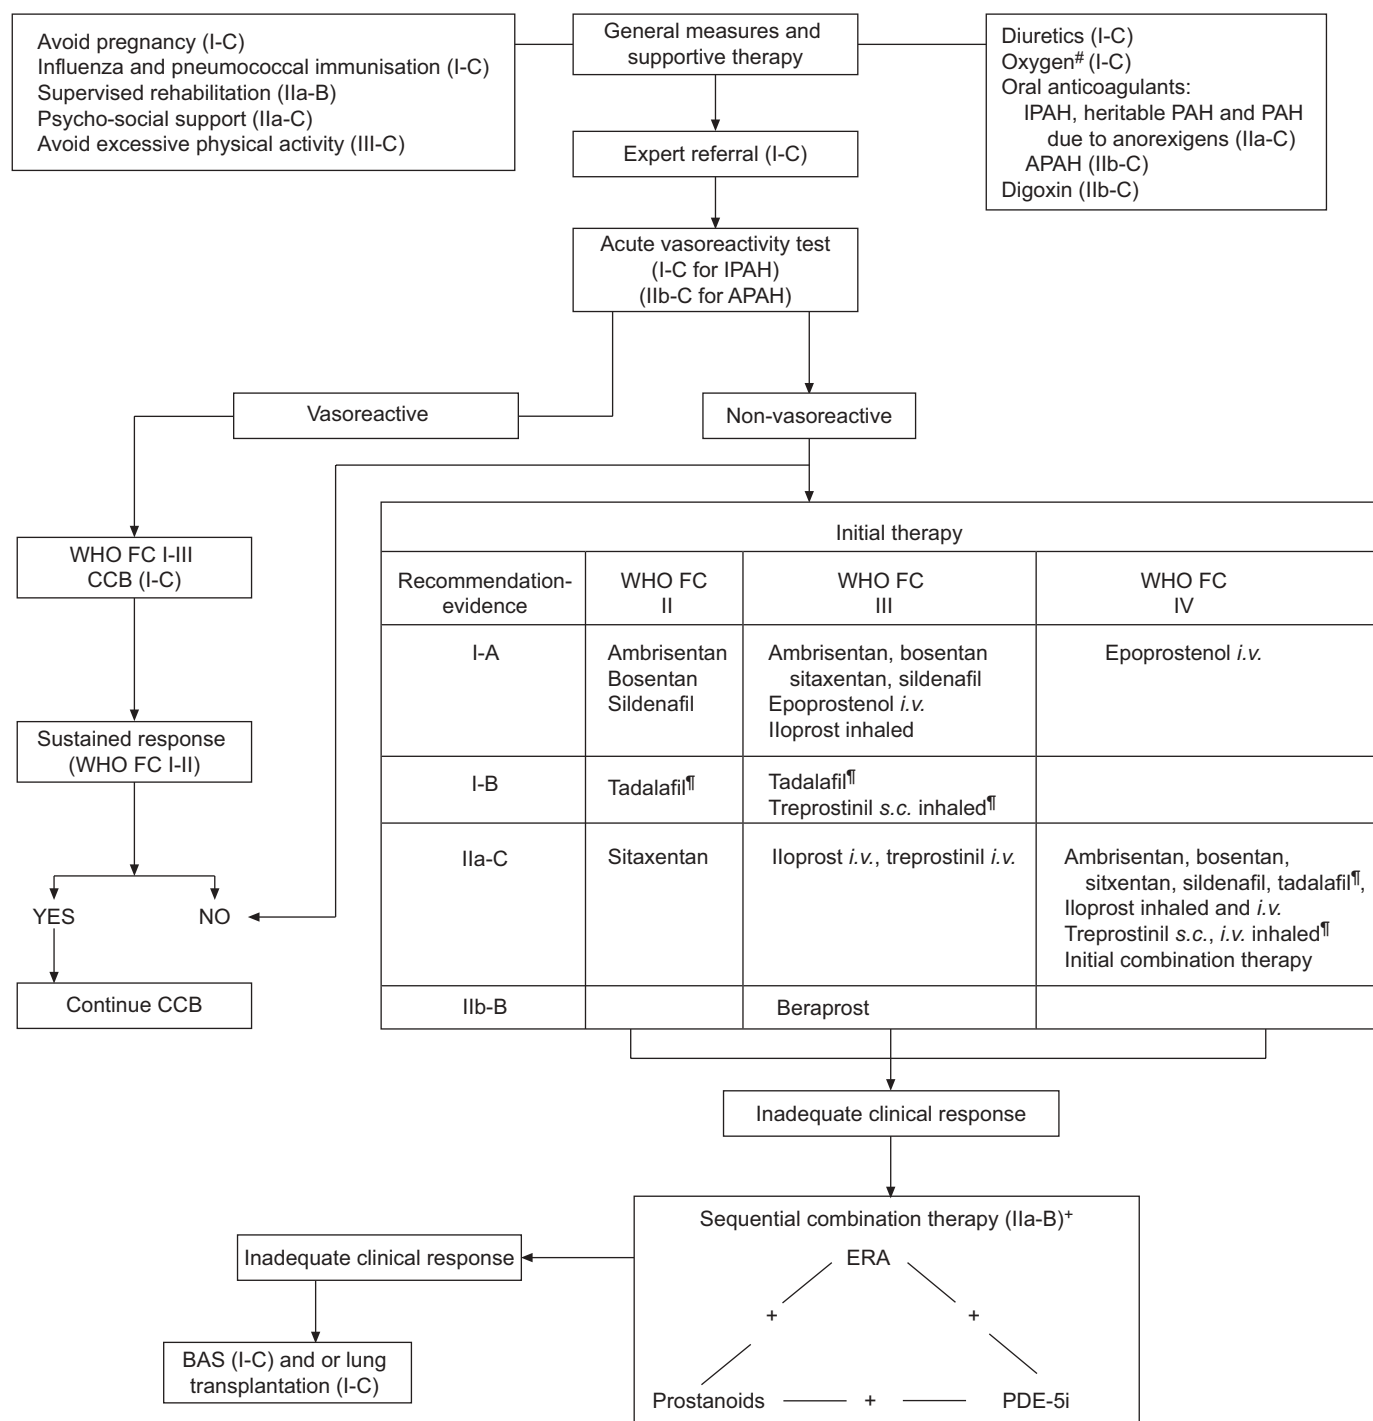 Avoid pregnancy (I-C)
Influenza and pneumococcal immunisation (I-C)
Supervised rehabilitation (IIa-B)
Psycho-social support (IIa-C)
Avoid excessive physical activity (III-C)
General measures and
supportive therapy
Diuretics (I-C)
Oxygen# (I-C)
Oral anticoagulants:
IPAH, heritable PAH and PAH
due to anorexigens (IIa-C)
APAH (IIb-C)
Digoxin (IIb-C)
Expert referral (I-C)
Acute vasoreactivity test
(I-C for IPAH)
(IIb-C for APAH)
Vasoreactive
Non-vasoreactive
WHO FC I-III
CCB (I-C)
Sustained response
(WHO FC I-II)
YES
NO
Continue CCB
Initial therapy
Recommendation-
evidence
WHO FC
II
WHO FC
III
WHO FC
IV
I-A
Ambrisentan
Bosentan
Sildenafil
Ambrisentan, bosentan
sitaxentan, sildenafil
Epoprostenol i.v.
Iloprost inhaled
Epoprostenol i.v.
I-B
Tadalafil¶
Tadalafil¶
Treprostinil s.c. inhaled¶
IIa-C
Sitaxentan
Iloprost i.v., treprostinil i.v.
Ambrisentan, bosentan,
sitxentan, sildenafil, tadalafil¶,
Iloprost inhaled and i.v.
Treprostinil s.c., i.v. inhaled¶
Initial combination therapy
IIb-B
Beraprost
Inadequate clinical response
Sequential combination therapy (IIa-B)+
ERA
+
+
Prostanoids
+
PDE-5i
Inadequate clinical response
BAS (I-C) and or lung
transplantation (I-C)